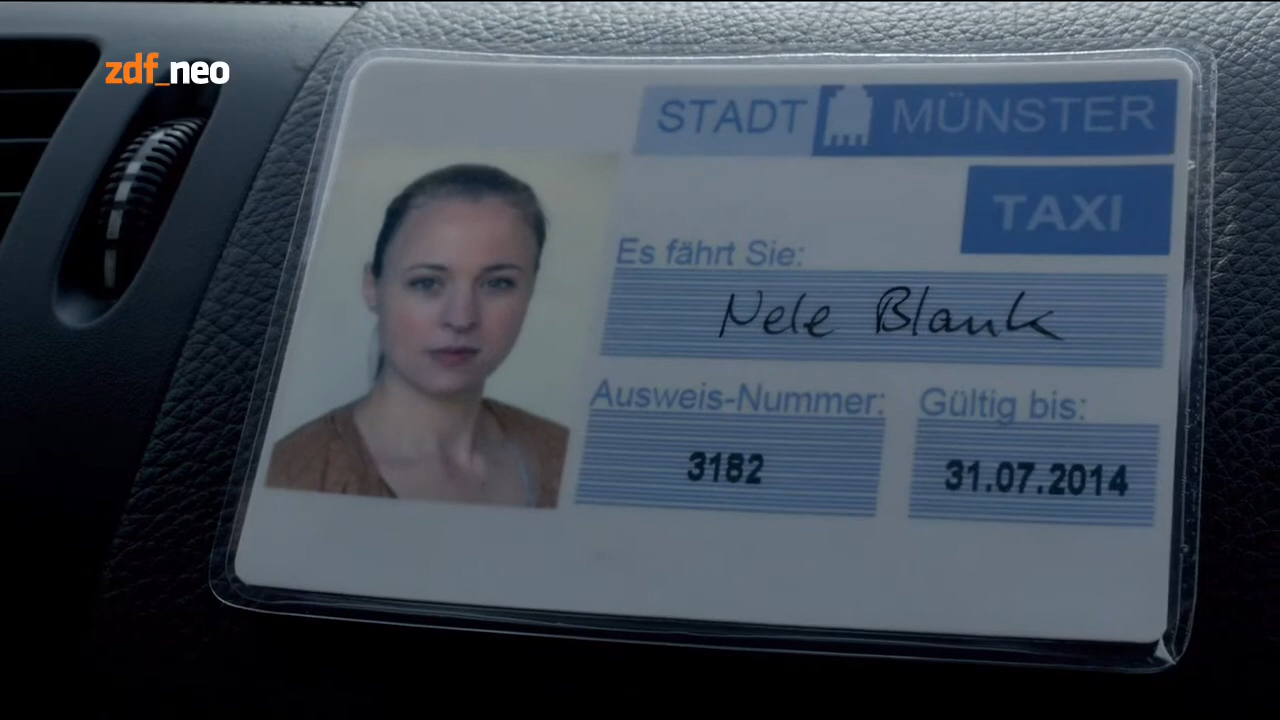 zdf_neo
STADT MÜNSTER
TAXI
Es fährt Sie:
Nele Blank
Ausweis-Nummer: Gültig bis:
3182 31.07.2014